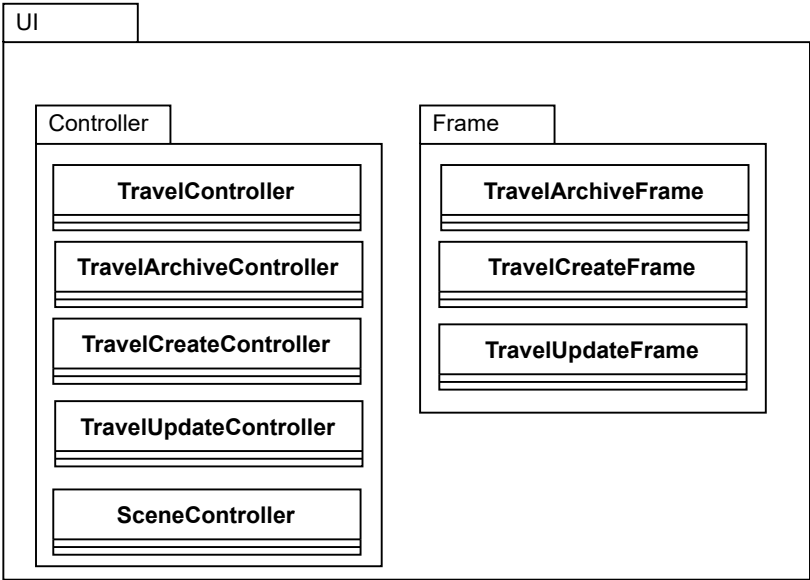 UI
Controller
TravelController
TravelArchiveController
TravelCreateController
TravelUpdateController
SceneController
Frame
TravelArchiveFrame
TravelCreateFrame
TravelUpdateFrame